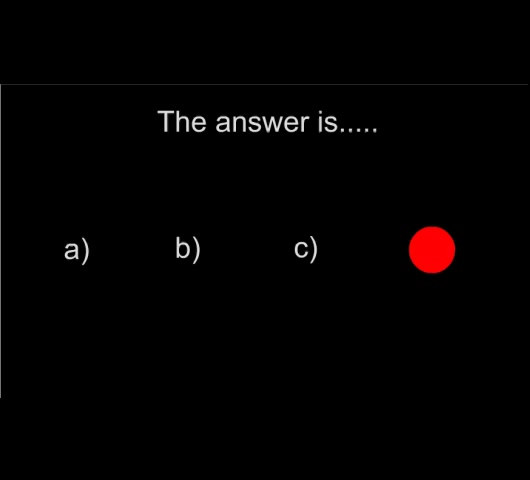 The answer is.....
a) b) c)